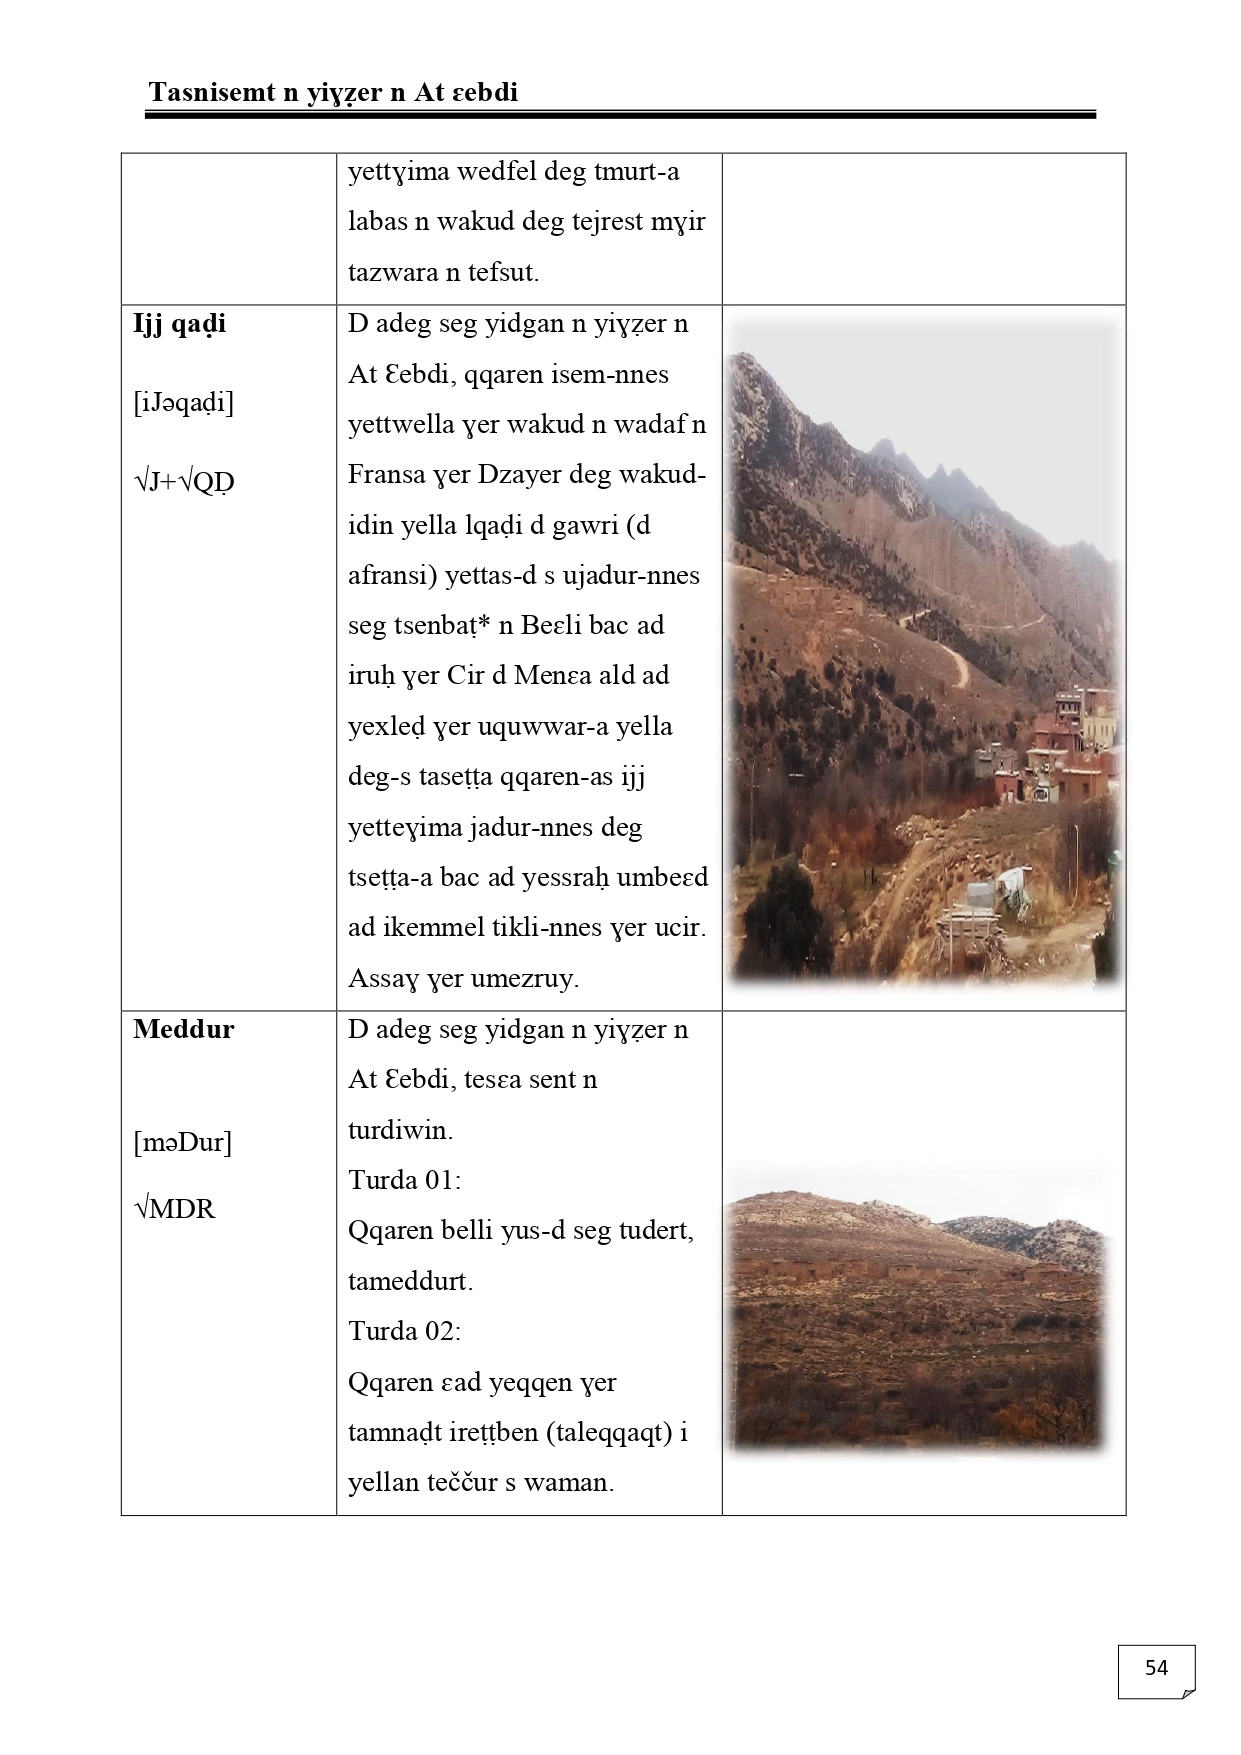 Tasnisemt n yiɣẓer n At ɛebdi
yettɣima wedfel deg tmurt-a
labas n wakud deg tejrest mɣir
tazwara n tefsut.
Ijj qaḍi
[iJəqaḍi]
√J+√QḌ
D adeg seg yidgan n yiɣẓer n
At Ɛebdi, qqaren isem-nnes
yettwella ɣer wakud n wadaf n
Fransa ɣer Dzayer deg wakud-
idin yella lqaḍi d gawri (d
afransi) yettas-d s ujadur-nnes
seg tsenbaṭ* n Beɛli bac ad
iruḥ ɣer Cir d Menɛa ald ad
yexleḍ ɣer uquwwar-a yella
deg-s taseṭṭa qqaren-as ijj
yetteɣima jadur-nnes deg
tseṭṭa-a bac ad yessraḥ umbeɛd
ad ikemmel tikli-nnes ɣer ucir.
Assaɣ ɣer umezruy.
Meddur
[məDur]
√MDR
D adeg seg yidgan n yiɣẓer n
At Ɛebdi, tesɛa sent n
turdiwin.
Turda 01:
Qqaren belli yus-d seg tudert,
tameddurt.
Turda 02:
Qqaren ɛad yeqqen ɣer
tamnaḍt ireṭṭben (taleqqaqt) i
yellan teččur s waman.
54